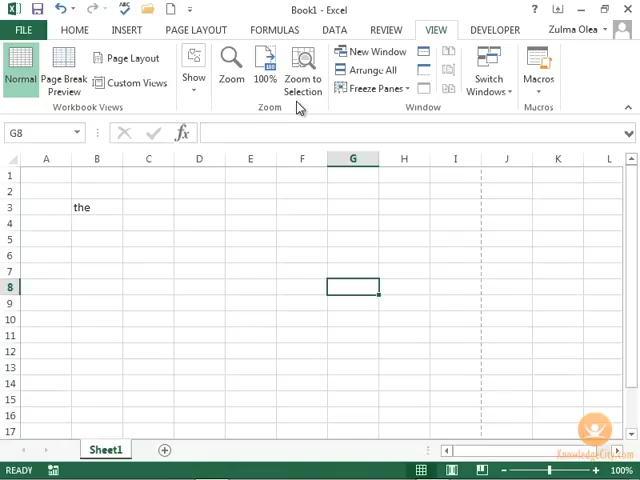 Book1 - Excel
FILE HOME INSERT PAGE LAYOUT FORMULAS DATA REVIEW VIEW DEVELOPER Zulma Olea
Normal
Page Break
Preview
Page Layout
Custom Views
Workbook Views
Show
Zoom
100%
Zoom to
Selection
Zoom
New Window
Arrange All
Freeze Panes
Switch
Windows
Window
Macros
Macros
G8
fx
A B C D E F G H I J K L
1
2
3 the
4
5
6
7
8
9
10
11
12
13
14
15
16
17
Sheet1
KnowledgeCity.com
READY 100%